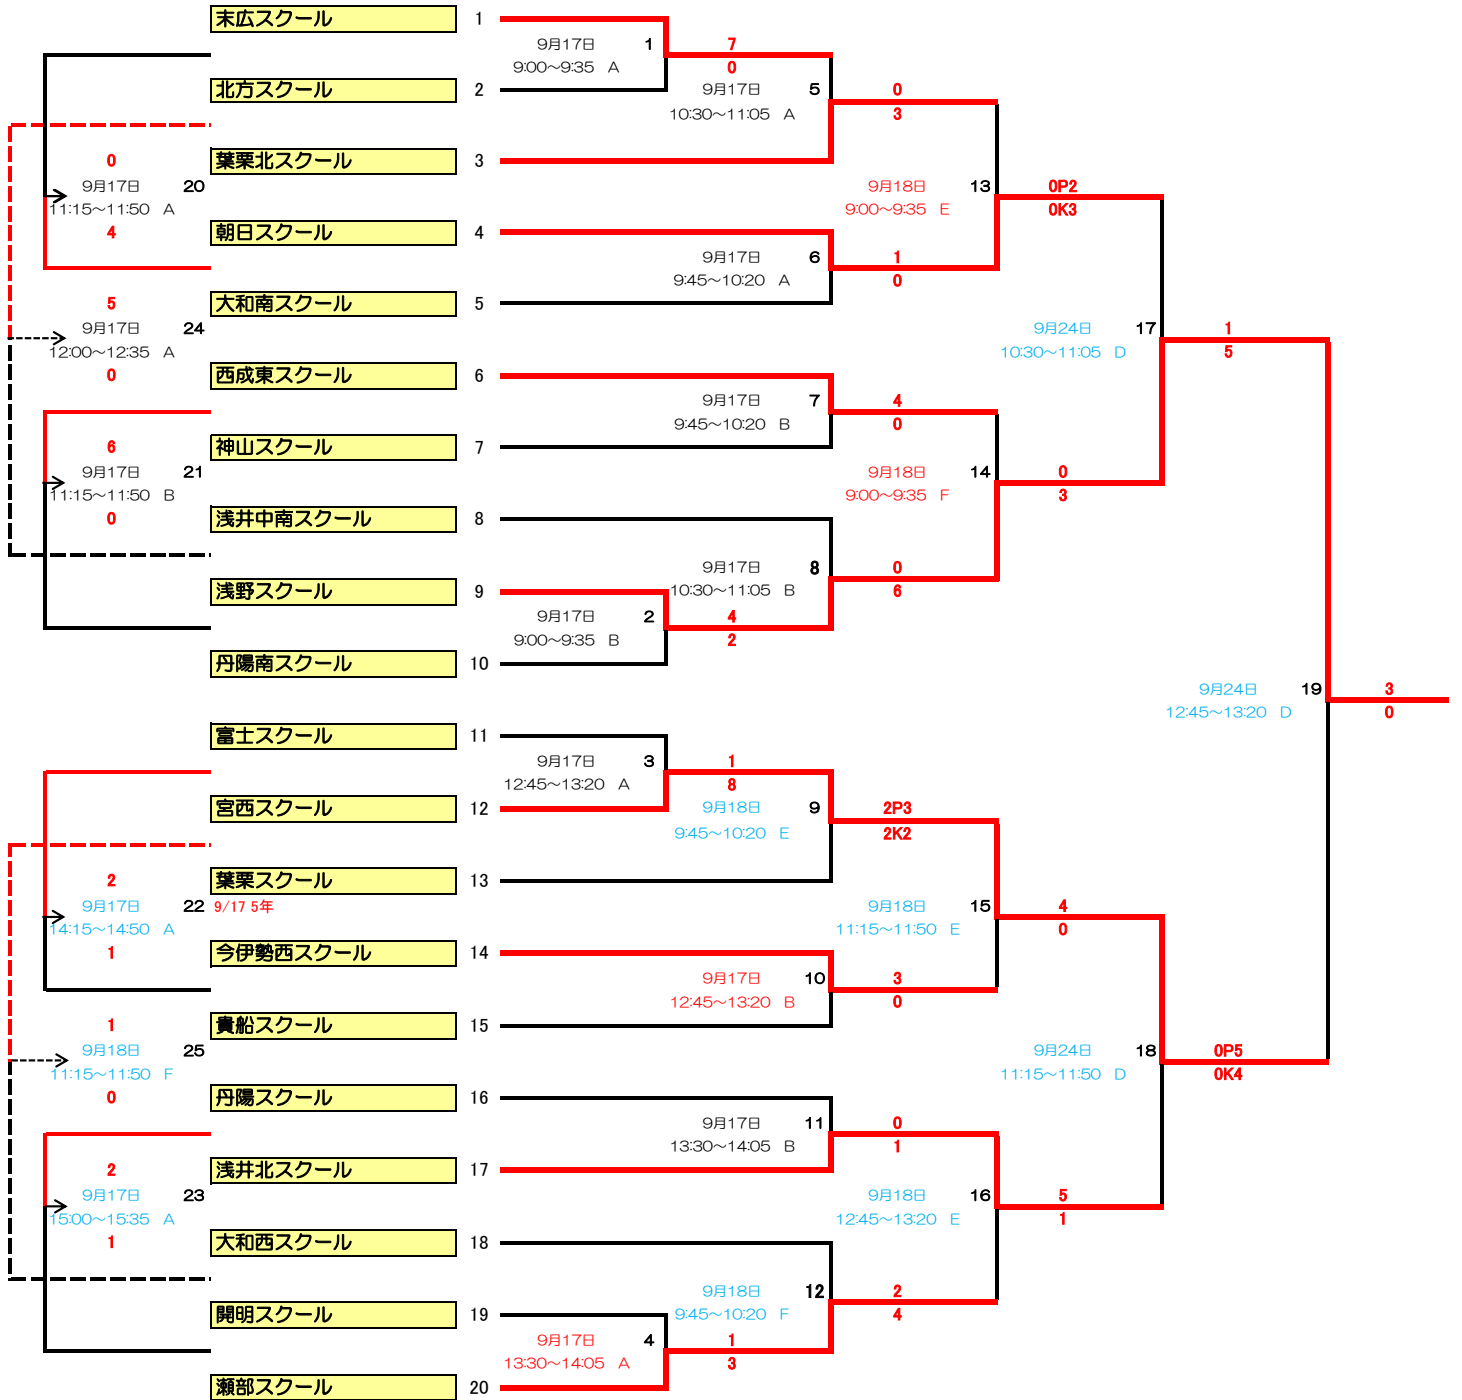 末広スクール 1
9月17日 1 7
9:00～9:35 A 0
北方スクール 2
9月17日 5 0
10:30～11:05 A 3
0
葉栗北スクール 3
9月17日 20
11:15～11:50 A
4
9月18日 13 0P2
9:00～9:35 E 0K3
朝日スクール 4
9月17日 6 1
9:45～10:20 A 0
5
大和南スクール 5
9月17日 24
12:00～12:35 A
0
9月24日 17 1
10:30～11:05 D 5
西成東スクール 6
9月17日 7 4
9:45～10:20 B 0
6
神山スクール 7
9月17日 21
11:15～11:50 B
0
9月18日 14 0
9:00～9:35 F 3
浅井中南スクール 8
9月17日 8 0
10:30～11:05 B 6
浅野スクール 9
9月17日 2 4
9:00～9:35 B 2
丹陽南スクール 10
9月24日 19 3
12:45～13:20 D 0
富士スクール 11
9月17日 3 1
12:45～13:20 A 8
宮西スクール 12
9月18日 9 2P3
9:45～10:20 E 2K2
2
葉栗スクール 13
9月17日 22 9/17 5年
14:15～14:50 A
1
9月18日 15 4
11:15～11:50 E 0
今伊勢西スクール 14
9月17日 10 3
12:45～13:20 B 0
1
貴船スクール 15
9月18日 25
11:15～11:50 F
0
9月24日 18 0P5
11:15～11:50 D 0K4
丹陽スクール 16
9月17日 11 0
13:30～14:05 B 1
2
浅井北スクール 17
9月17日 23
15:00～15:35 A
1
9月18日 16 5
12:45～13:20 E 1
大和西スクール 18
9月18日 12 2
9:45～10:20 F 4
開明スクール 19
9月17日 4 1
13:30～14:05 A 3
瀬部スクール 20